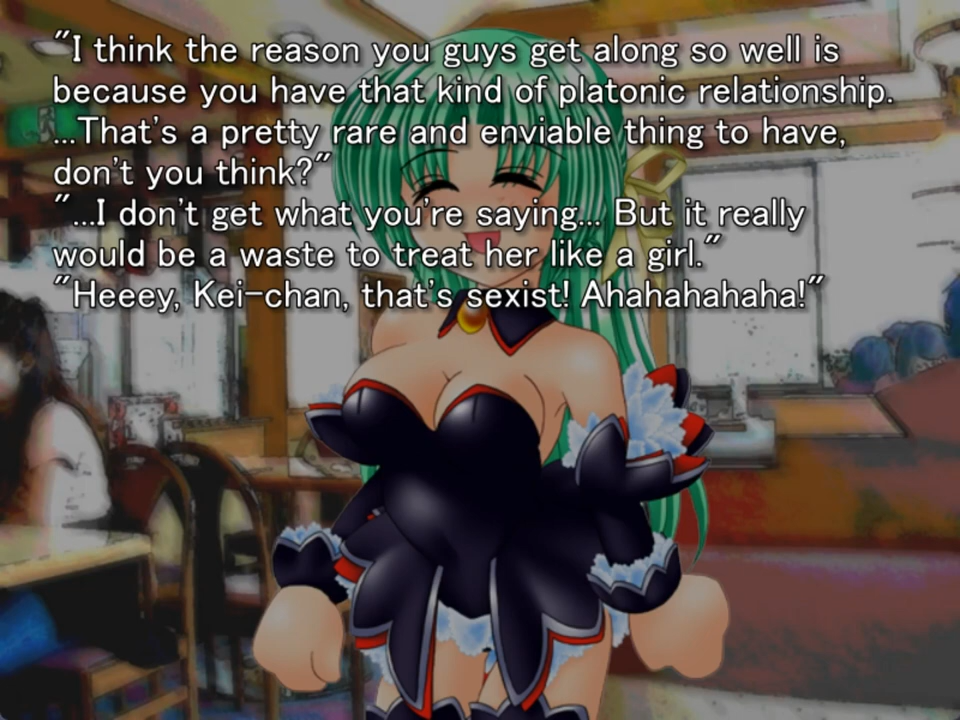 "I think the reason you guys get along so well is
because you have that kind of platonic relationship.
...That's a pretty rare and enviable thing to have,
don't you think?"
"...I don't get what you're saying... But it really
would be a waste to treat her like a girl."
"Heeey, Kei-chan, that's sexist! Ahahahahaha!"